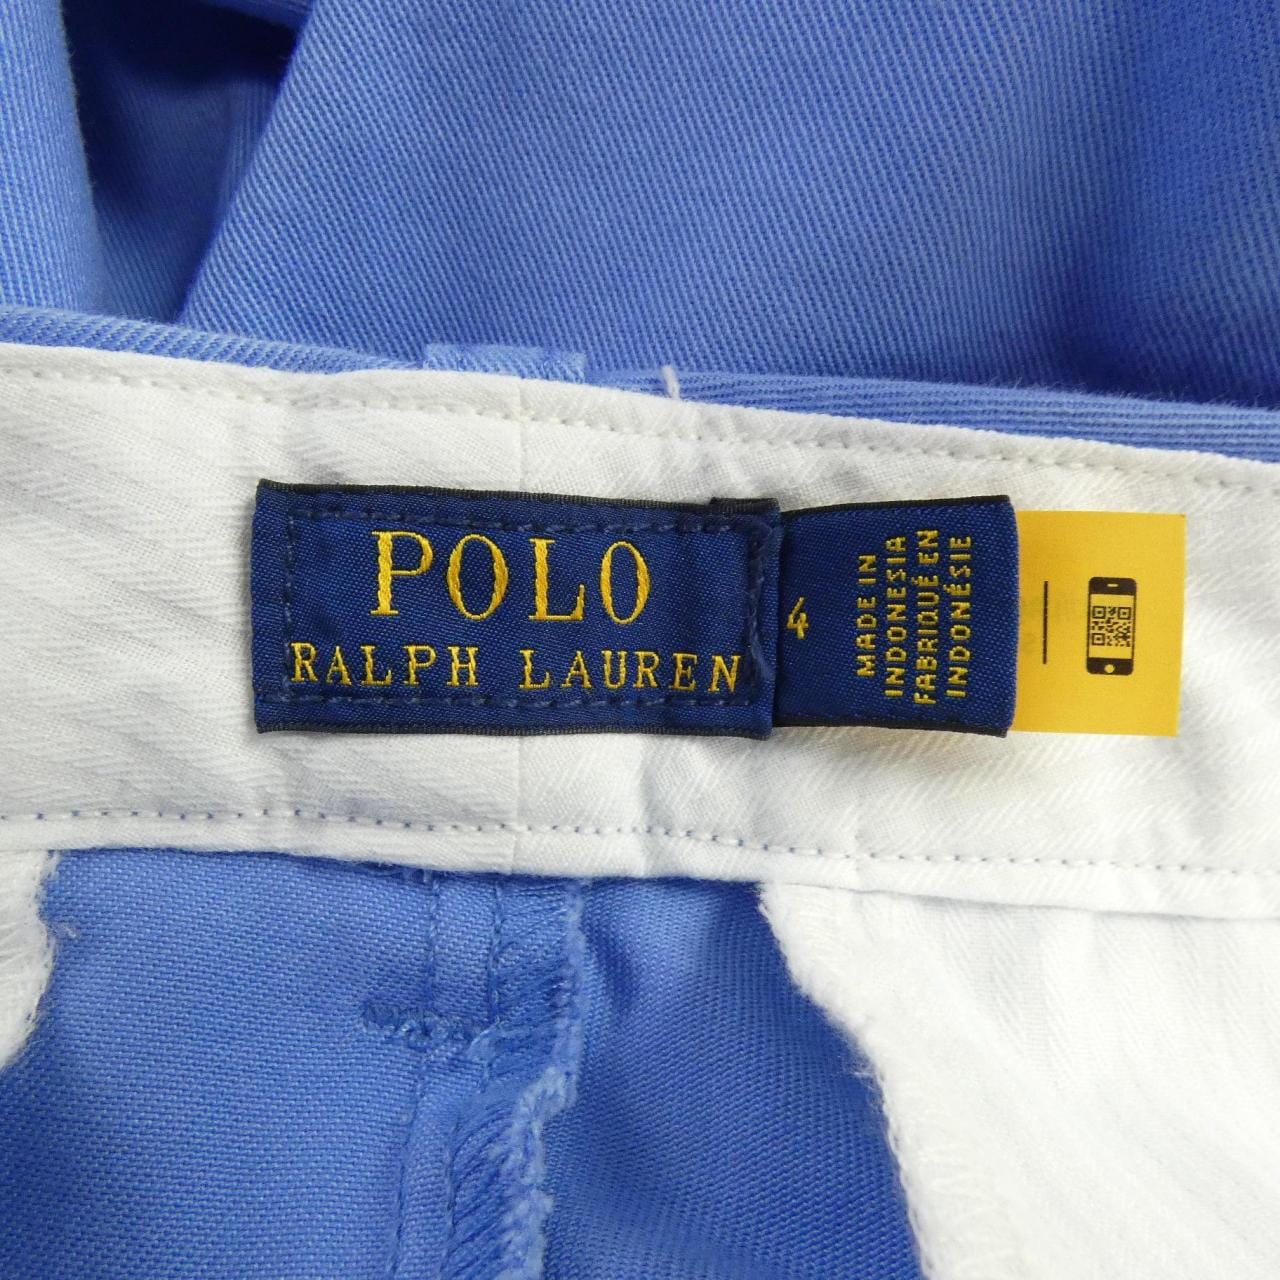 POLO
RALPH LAUREN
4
MADE IN
INDONESIA
FABRIQUÉ EN
INDONÉSIE